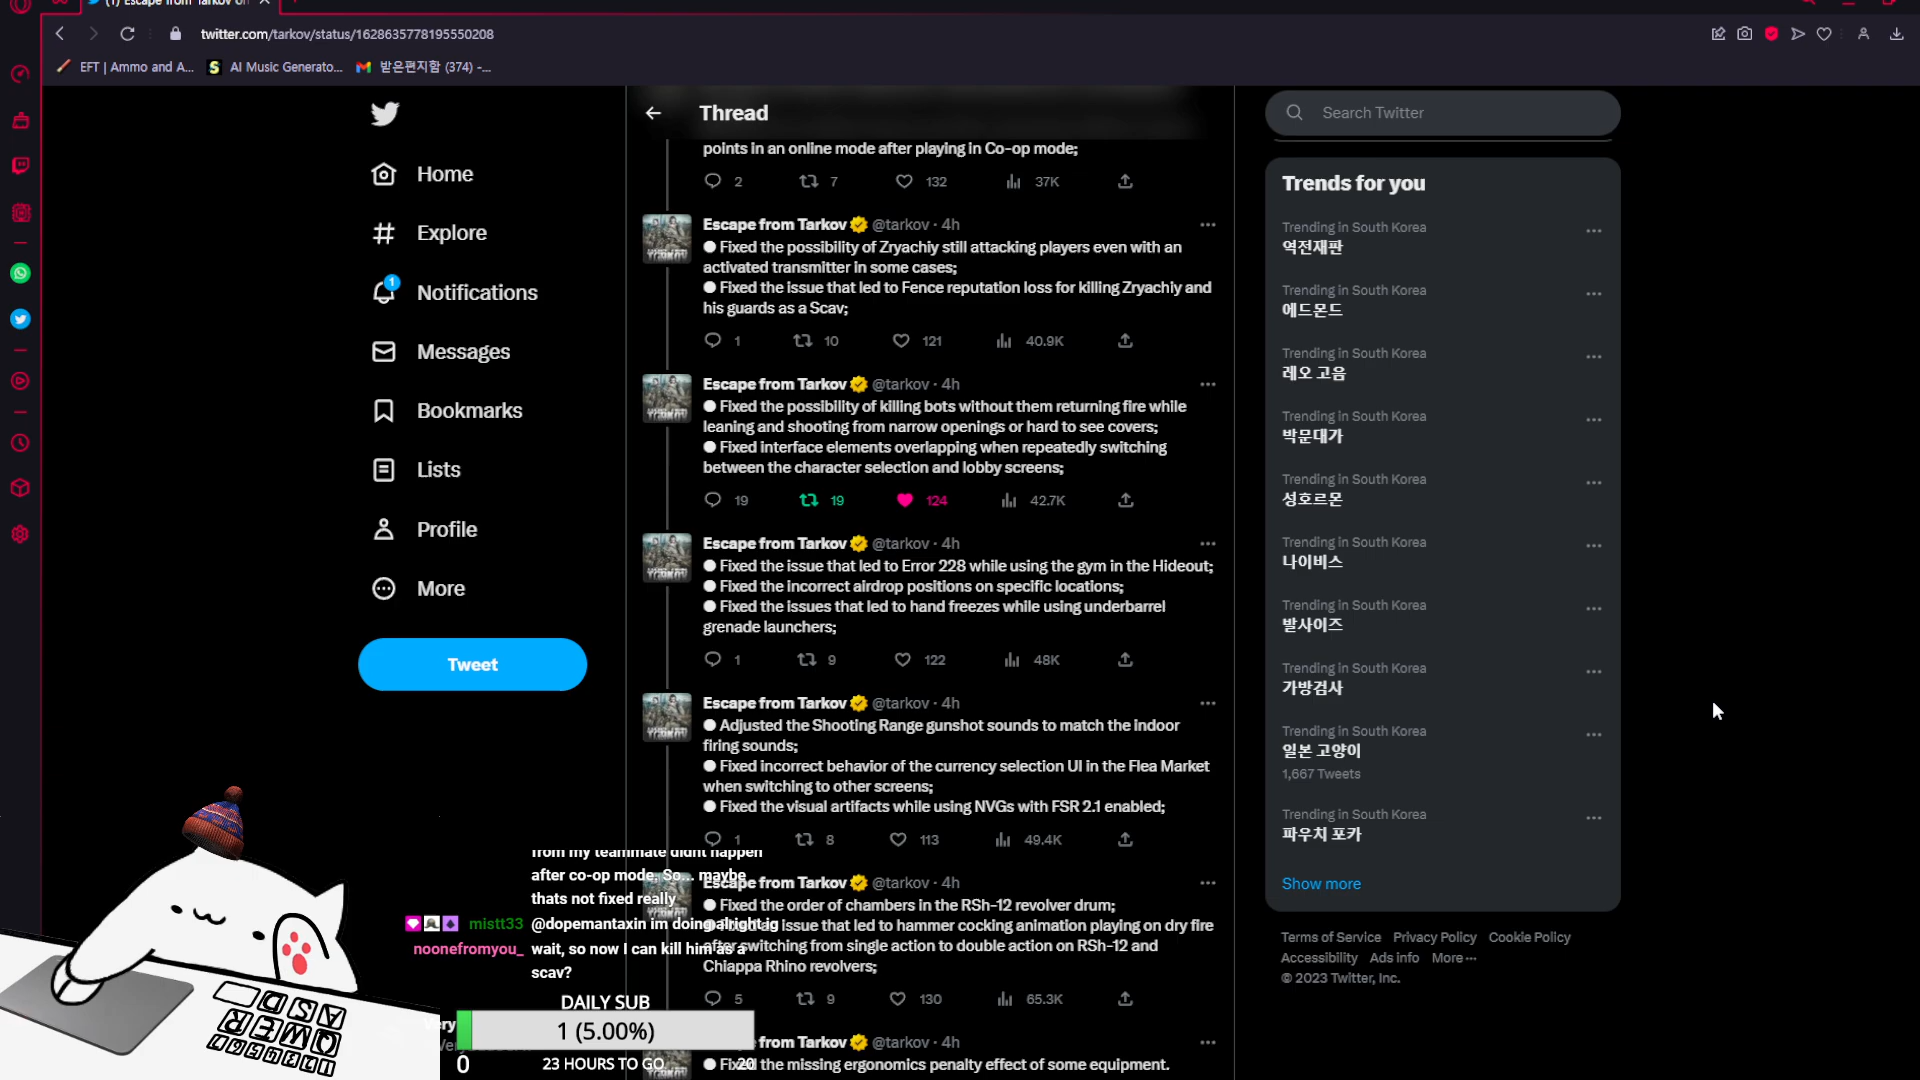 (1) Escape from Tarkov on
twitter.com/tarkov/status/1628635778195550208
EFT | Ammo and A...
AI Music Generato...
받은편지함 (374) -...
Home
Explore
1
Notifications
Messages
Bookmarks
Lists
Profile
More
Tweet
Thread
points in an online mode after playing in Co-op mode;
2 7 132 37K
Escape from Tarkov @tarkov · 4h
● Fixed the possibility of Zryachiy still attacking players even with an
activated transmitter in some cases;
● Fixed the issue that led to Fence reputation loss for killing Zryachiy and
his guards as a Scav;
1 10 121 40.9K
Escape from Tarkov @tarkov · 4h
● Fixed the possibility of killing bots without them returning fire while
leaning and shooting from narrow openings or hard to see covers;
● Fixed interface elements overlapping when repeatedly switching
between the character selection and lobby screens;
19 19 124 42.7K
Escape from Tarkov @tarkov · 4h
● Fixed the issue that led to Error 228 while using the gym in the Hideout;
● Fixed the incorrect airdrop positions on specific locations;
● Fixed the issues that led to hand freezes while using underbarrel
grenade launchers;
1 9 122 48K
Escape from Tarkov @tarkov · 4h
● Adjusted the Shooting Range gunshot sounds to match the indoor
firing sounds;
● Fixed incorrect behavior of the currency selection UI in the Flea Market
when switching to other screens;
● Fixed the visual artifacts while using NVGs with FSR 2.1 enabled;
1 8 113 49.4K
Escape from Tarkov @tarkov · 4h
● Fixed the order of chambers in the RSh-12 revolver drum;
issue that led to hammer cocking animation playing on dry fire
after switching from single action to double action on RSh-12 and
Chiappa Rhino revolvers;
5 9 130 65.3K
from Tarkov @tarkov · 4h
● Fixed the missing ergonomics penalty effect of some equipment.
from my teammate didnt happen
after co-op mode. So... maybe
thats not fixed really
mistt33 @dopemantaxin im doing alright ig
noonefromyou_ wait, so now I can kill him as a
scav?
DAILY SUB
1 (5.00%)
0 23 HOURS TO GO 20
A S D
Q W E R
1 2 3 4 5 6 7
Search Twitter
Trends for you
Trending in South Korea
역전재판
Trending in South Korea
에드몬드
Trending in South Korea
레오 고음
Trending in South Korea
박문대가
Trending in South Korea
성호르몬
Trending in South Korea
나이비스
Trending in South Korea
발사이즈
Trending in South Korea
가방검사
Trending in South Korea
일본 고양이
1,667 Tweets
Trending in South Korea
파우치 포카
Show more
Terms of Service Privacy Policy Cookie Policy
Accessibility Ads info More ···
© 2023 Twitter, Inc.